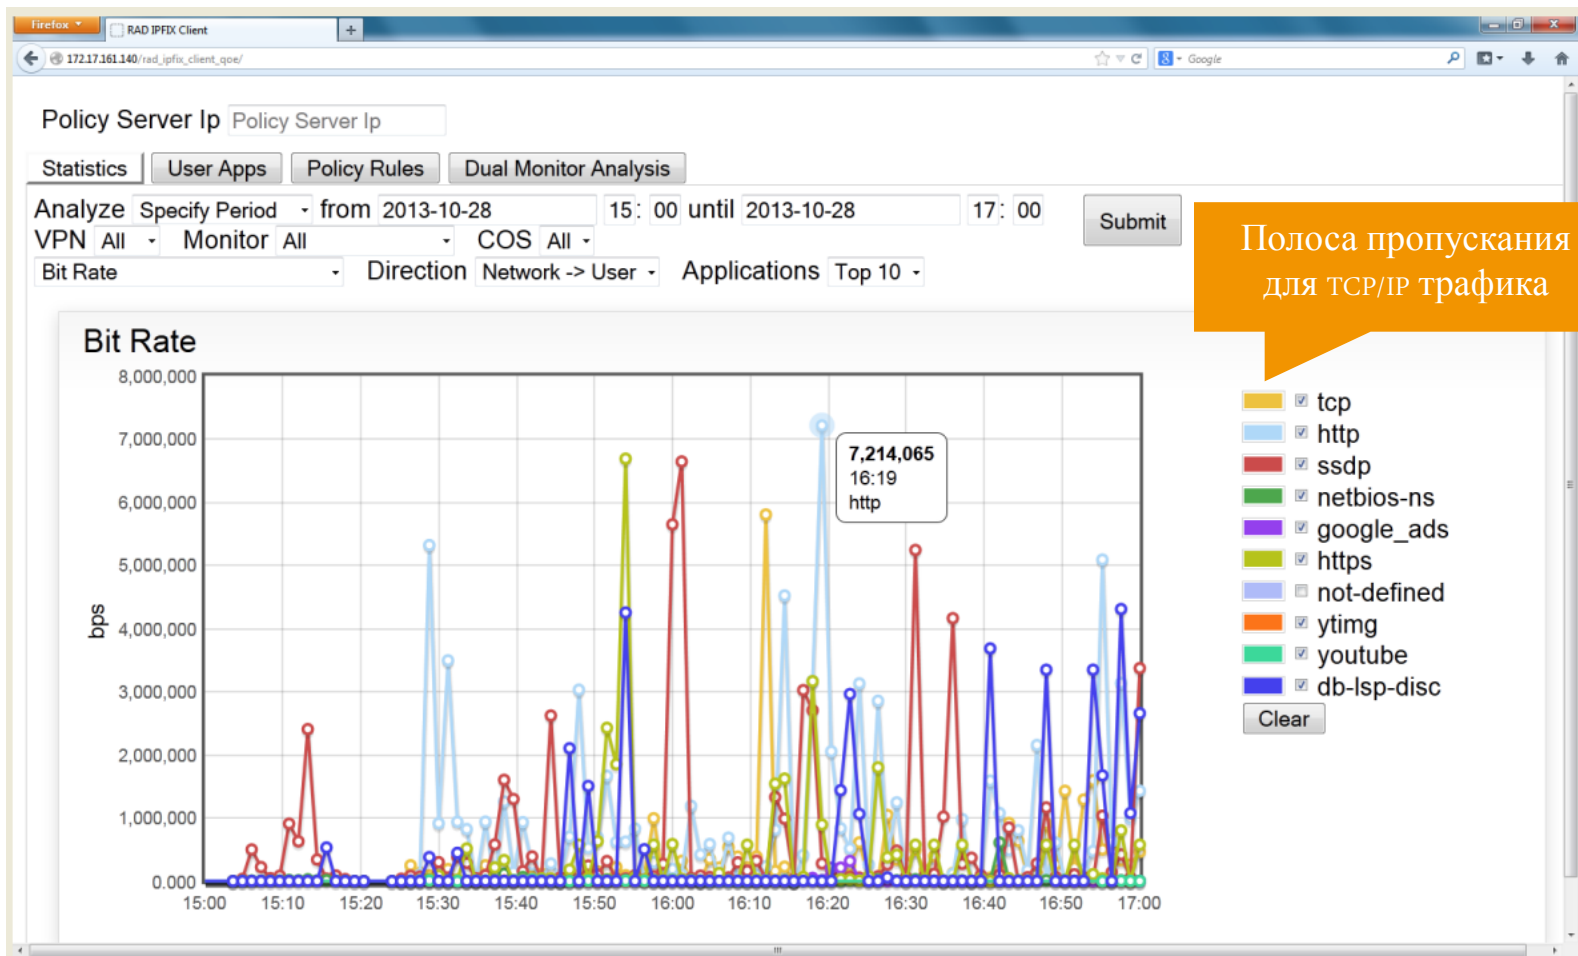 Firefox
RAD IPFIX Client
172.17.161.140/rad_ipfix_client_qoe/
Google
Policy Server Ip Policy Server Ip
Statistics User Apps Policy Rules Dual Monitor Analysis
Analyze Specify Period from 2013-10-28 15: 00 until 2013-10-28 17: 00
Submit
VPN All Monitor All COS All
Bit Rate Direction Network -> User Applications Top 10
Полоса пропускания
для TCP/IP трафика
Bit Rate
8,000,000
7,000,000
6,000,000
5,000,000
4,000,000
3,000,000
2,000,000
1,000,000
0.000
bps
7,214,065
16:19
http
15:00 15:10 15:20 15:30 15:40 15:50 16:00 16:10 16:20 16:30 16:40 16:50 17:00
tcp
http
ssdp
netbios-ns
google_ads
https
not-defined
ytimg
youtube
db-lsp-disc
Clear